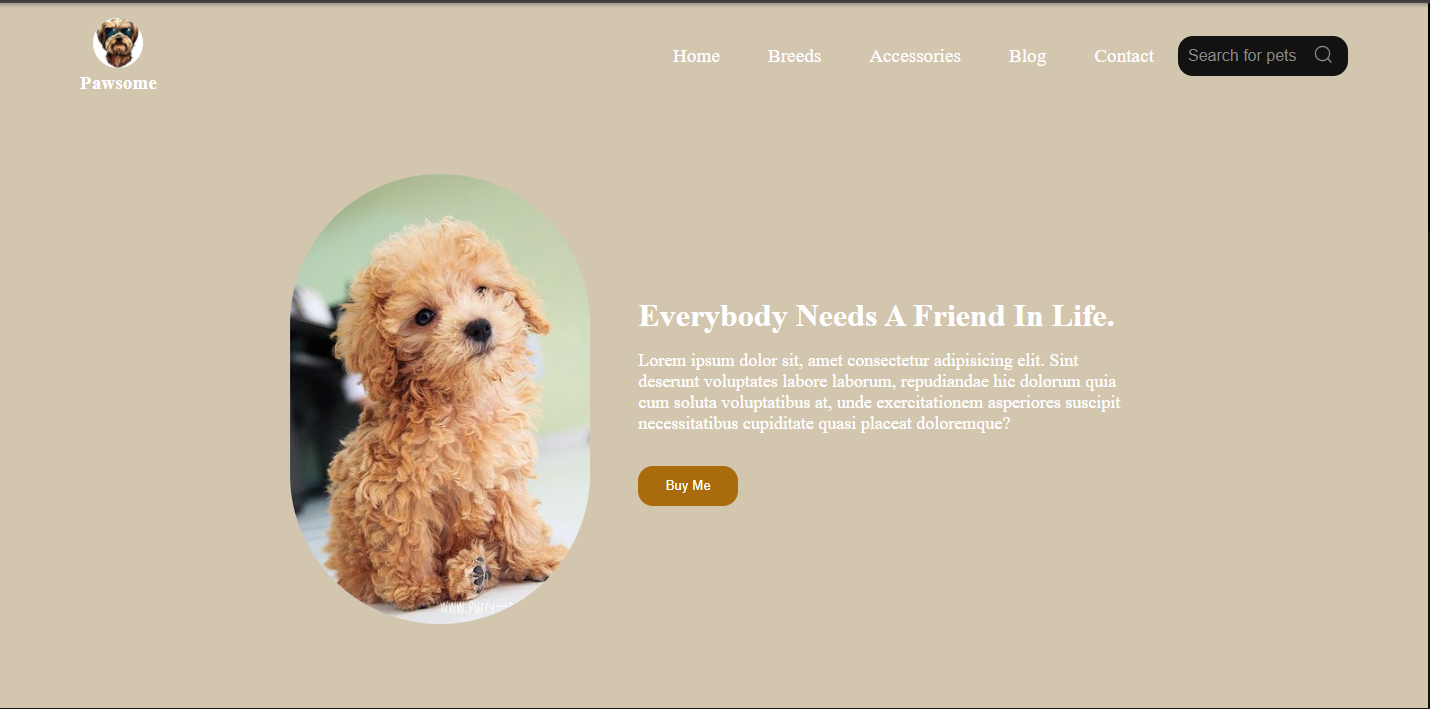 Pawsome
Home Breeds Accessories Blog Contact
Search for pets
Everybody Needs A Friend In Life.
Lorem ipsum dolor sit, amet consectetur adipisicing elit. Sint
deserunt voluptates labore laborum, repudiandae hic dolorum quia
cum soluta voluptatibus at, unde exercitationem asperiores suscipit
necessitatibus cupiditate quasi placeat doloremque?
Buy Me